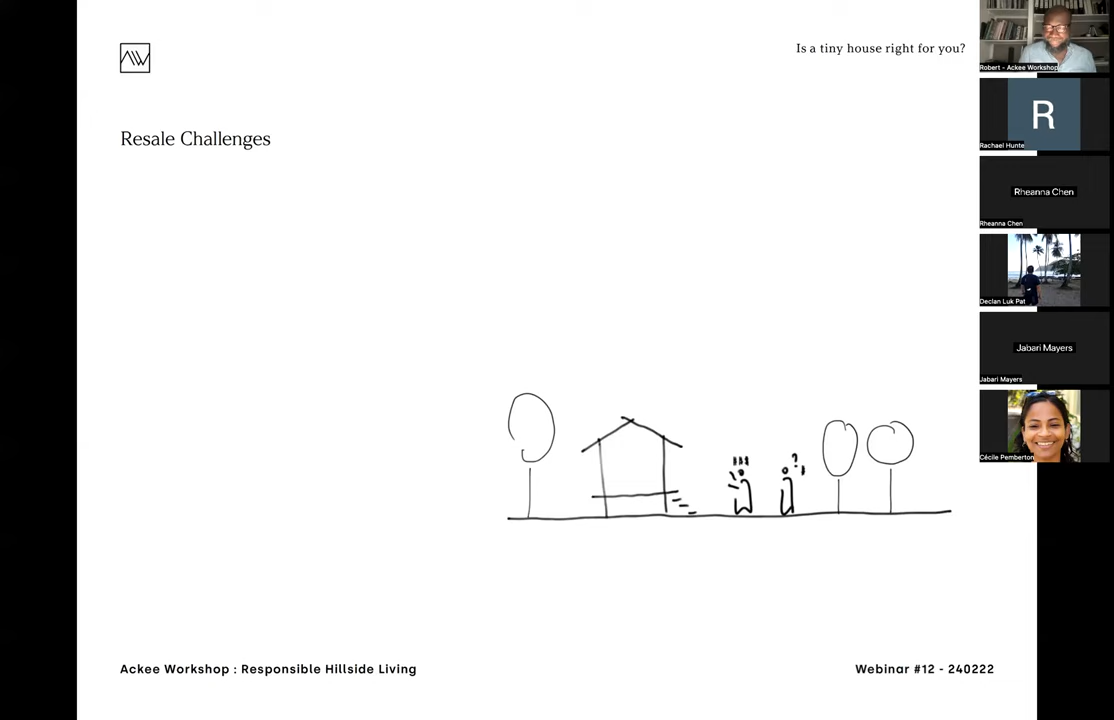 AW
Is a tiny house right for you?
Resale Challenges
!!!
?
Ackee Workshop : Responsible Hillside Living
Webinar #12 - 240222
Robert - Ackee Workshop
R
Rachael Hunte
Rheanna Chen
Rheanna Chen
Declan Luk Pat
Jabari Mayers
Jabari Mayers
Cécile Pemberton